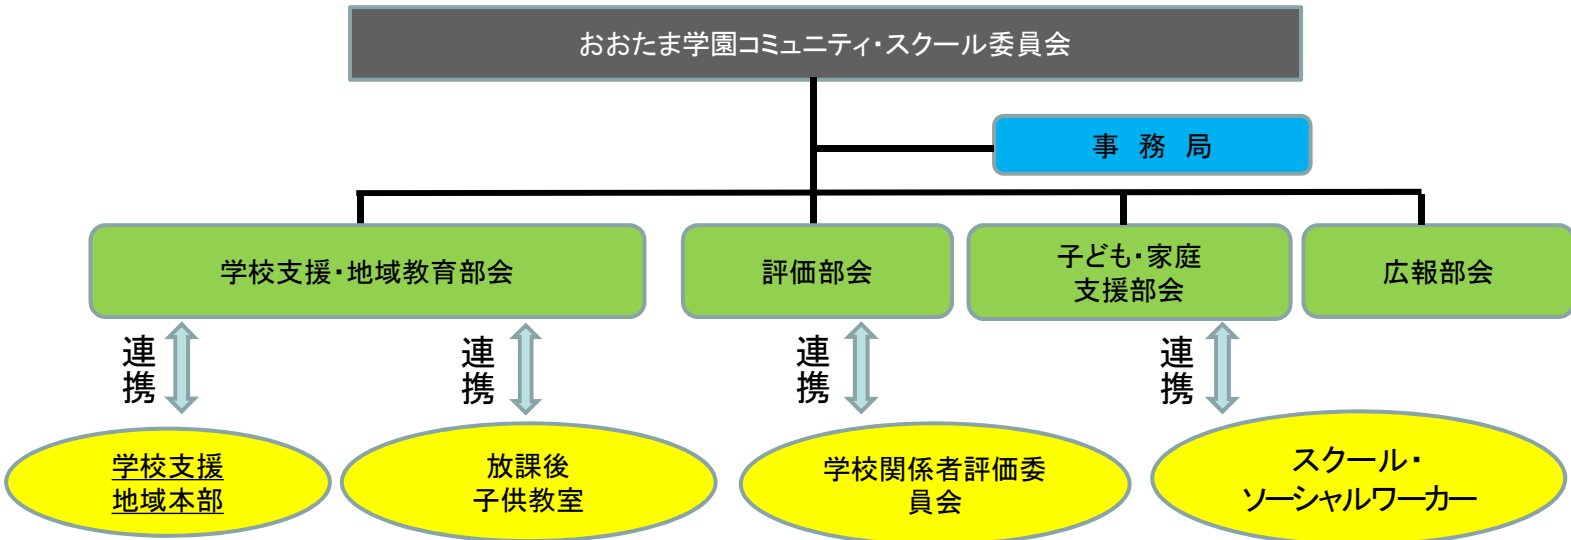 おおたま学園コミュニティ・スクール委員会
事　務　局
学校支援・地域教育部会
評価部会
子ども・家庭
支援部会
広報部会
連携
連携
連携
連携
学校支援
地域本部
放課後
子供教室
学校関係者評価委
員会
スクール・
ソーシャルワーカー